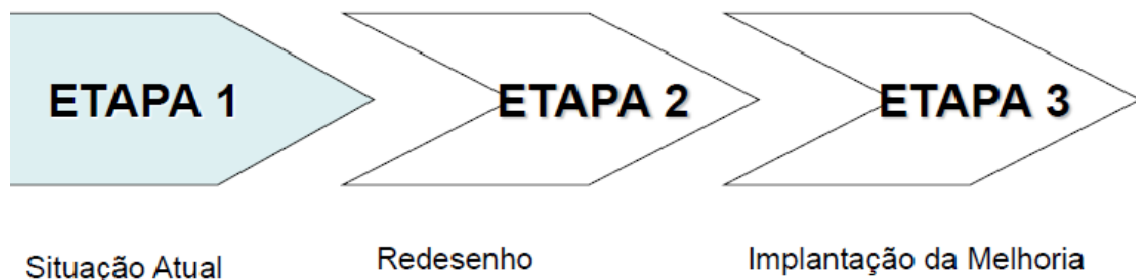 ETAPA 1
ETAPA 2
ETAPA 3
Situação Atual
Redesenho
Implantação da Melhoria